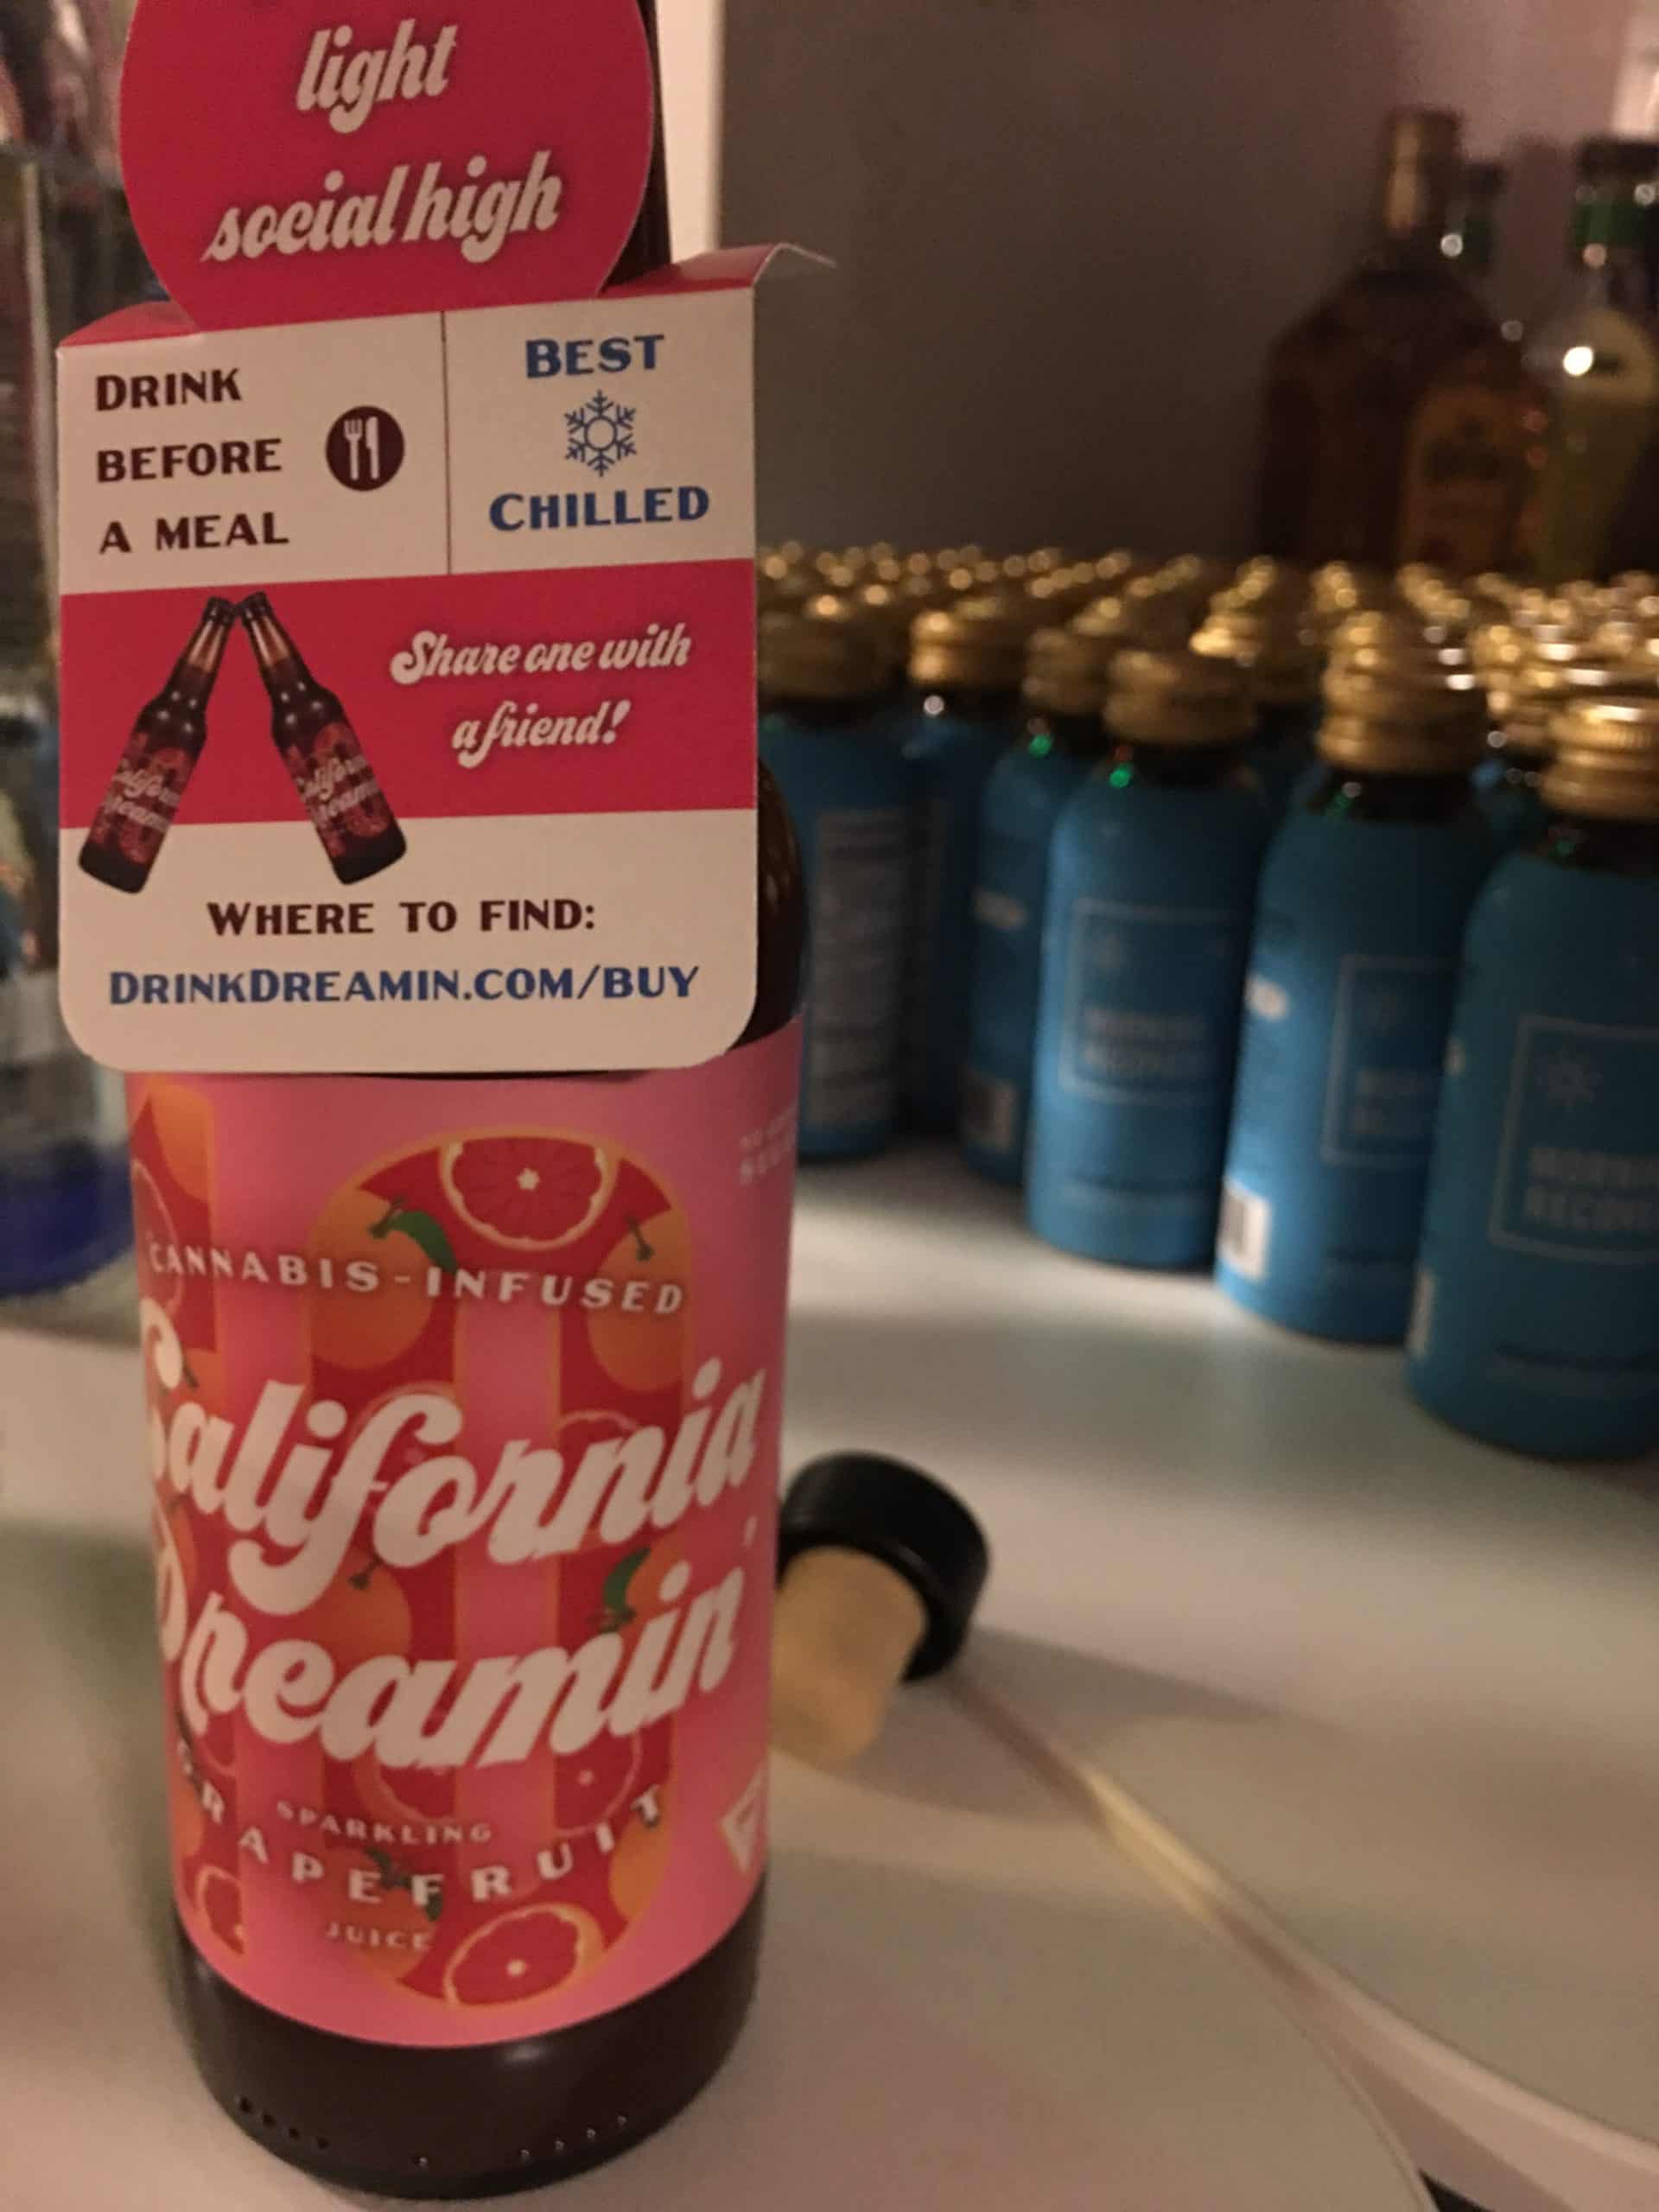 light
social high
DRINK
BEFORE
A MEAL
BEST
CHILLED
Share one with
a friend!
WHERE TO FIND:
DRINKDREAMIN.COM/BUY
CANNABIS-INFUSED
California
Dreamin'
SPARKLING
GRAPEFRUIT
JUICE